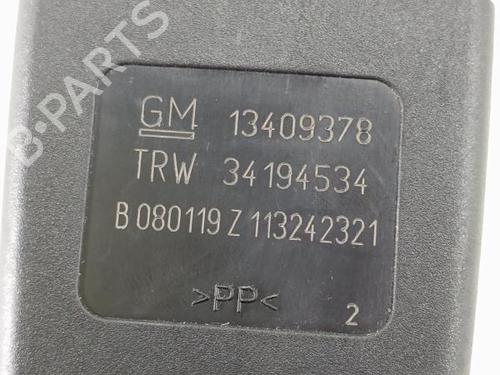 B-PARTS
GM 13409378
TRW 34194534
B 080119 Z 113242321
>PP<
2